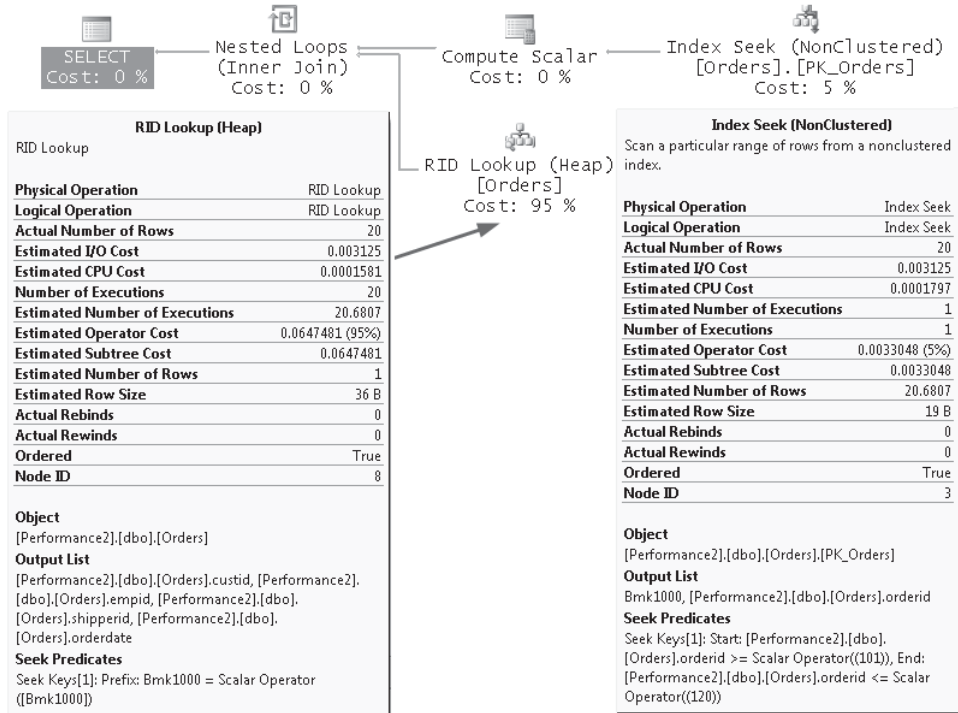 SELECT
Cost: 0 %
Nested Loops
(Inner Join)
Cost: 0 %
Compute Scalar
Cost: 0 %
Index Seek (NonClustered)
[Orders].[PK_Orders]
Cost: 5 %
RID Lookup (Heap)
[Orders]
Cost: 95 %
RID Lookup (Heap)
RID Lookup
Physical Operation RID Lookup
Logical Operation RID Lookup
Actual Number of Rows 20
Estimated I/O Cost 0.003125
Estimated CPU Cost 0.0001581
Number of Executions 20
Estimated Number of Executions 20.6807
Estimated Operator Cost 0.0647481 (95%)
Estimated Subtree Cost 0.0647481
Estimated Number of Rows 1
Estimated Row Size 36 B
Actual Rebinds 0
Actual Rewinds 0
Ordered True
Node ID 8
Object
[Performance2].[dbo].[Orders]
Output List
[Performance2].[dbo].[Orders].custid, [Performance2].
[dbo].[Orders].empid, [Performance2].[dbo].
[Orders].shipperid, [Performance2].[dbo].
[Orders].orderdate
Seek Predicates
Seek Keys[1]: Prefix: Bmk1000 = Scalar Operator
([Bmk1000])
Index Seek (NonClustered)
Scan a particular range of rows from a nonclustered
index.
Physical Operation Index Seek
Logical Operation Index Seek
Actual Number of Rows 20
Estimated I/O Cost 0.003125
Estimated CPU Cost 0.0001797
Estimated Number of Executions 1
Number of Executions 1
Estimated Operator Cost 0.0033048 (5%)
Estimated Subtree Cost 0.0033048
Estimated Number of Rows 20.6807
Estimated Row Size 19 B
Actual Rebinds 0
Actual Rewinds 0
Ordered True
Node ID 3
Object
[Performance2].[dbo].[Orders].[PK_Orders]
Output List
Bmk1000, [Performance2].[dbo].[Orders].orderid
Seek Predicates
Seek Keys[1]: Start: [Performance2].[dbo].
[Orders].orderid >= Scalar Operator((101)), End:
[Performance2].[dbo].[Orders].orderid <= Scalar
Operator((120))